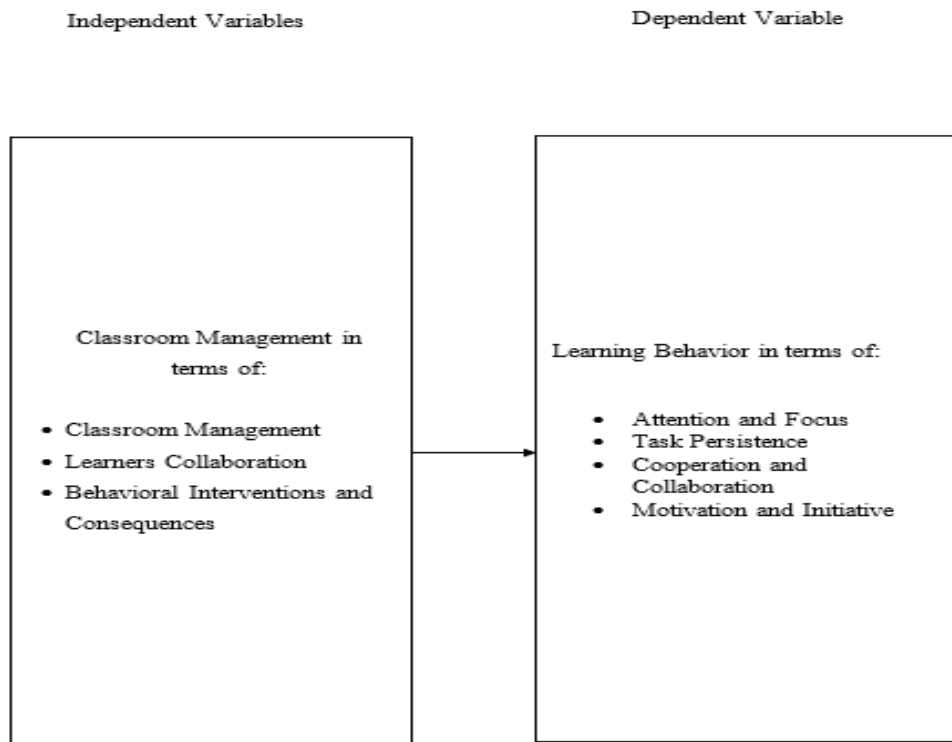 Independent Variables
Dependent Variable
Classroom Management in
terms of:
• Classroom Management
• Learners Collaboration
• Behavioral Interventions and
Consequences
Learning Behavior in terms of:
• Attention and Focus
• Task Persistence
• Cooperation and
Collaboration
• Motivation and Initiative